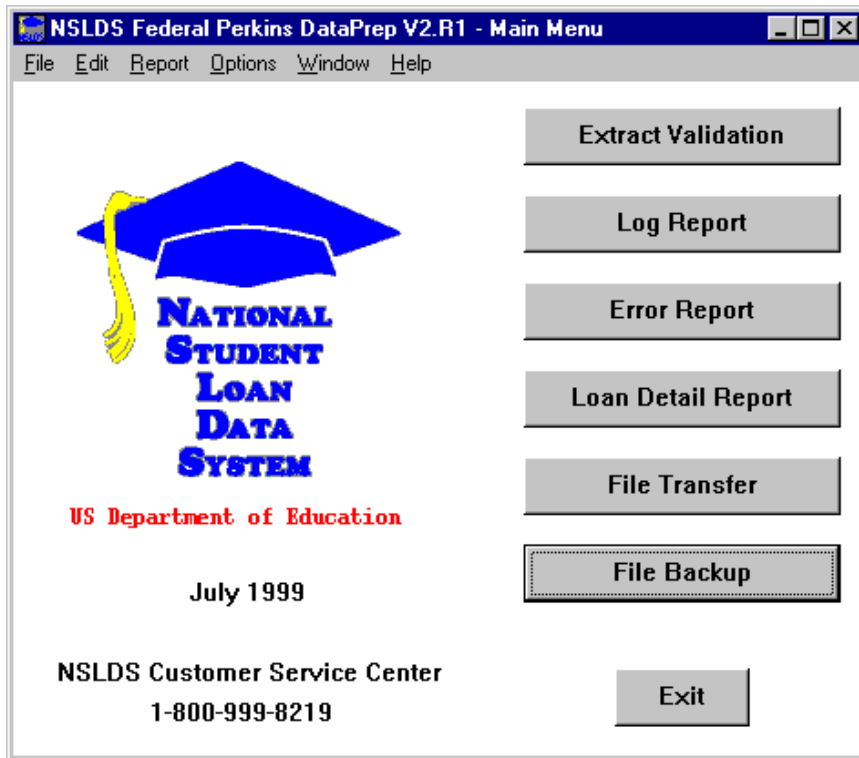 NSLDS Federal Perkins DataPrep V2.R1 - Main Menu
File Edit Report Options Window Help
Extract Validation
Log Report
Error Report
Loan Detail Report
File Transfer
File Backup
NATIONAL
STUDENT
LOAN
DATA
SYSTEM
US Department of Education
July 1999
NSLDS Customer Service Center
1-800-999-8219
Exit